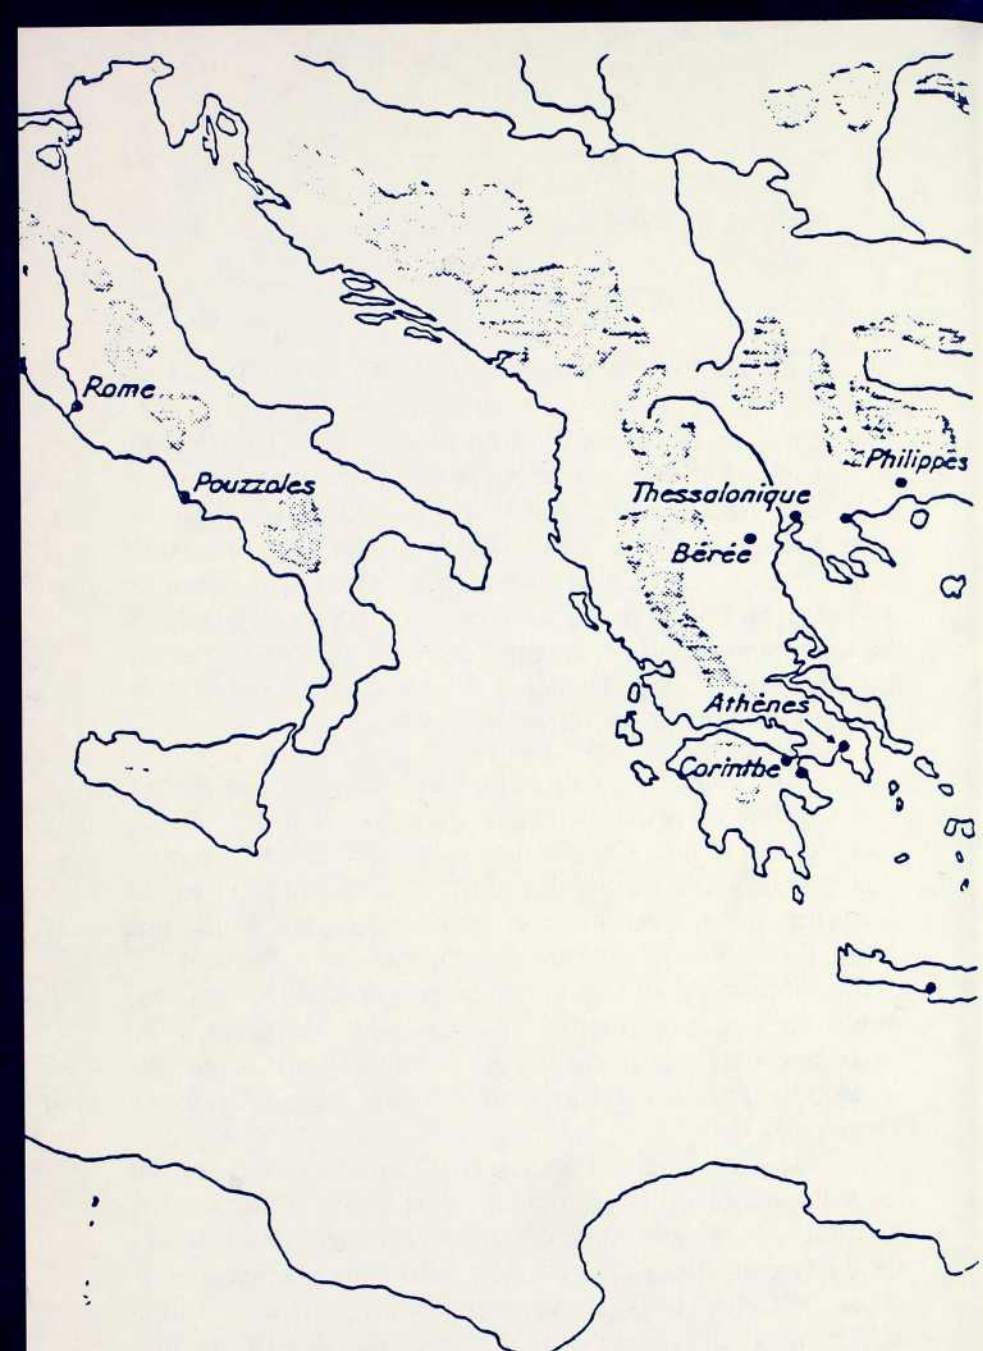 Rome
Pouzzoles
Philippes
Thessalonique
Bérée
Athènes
Corinthe